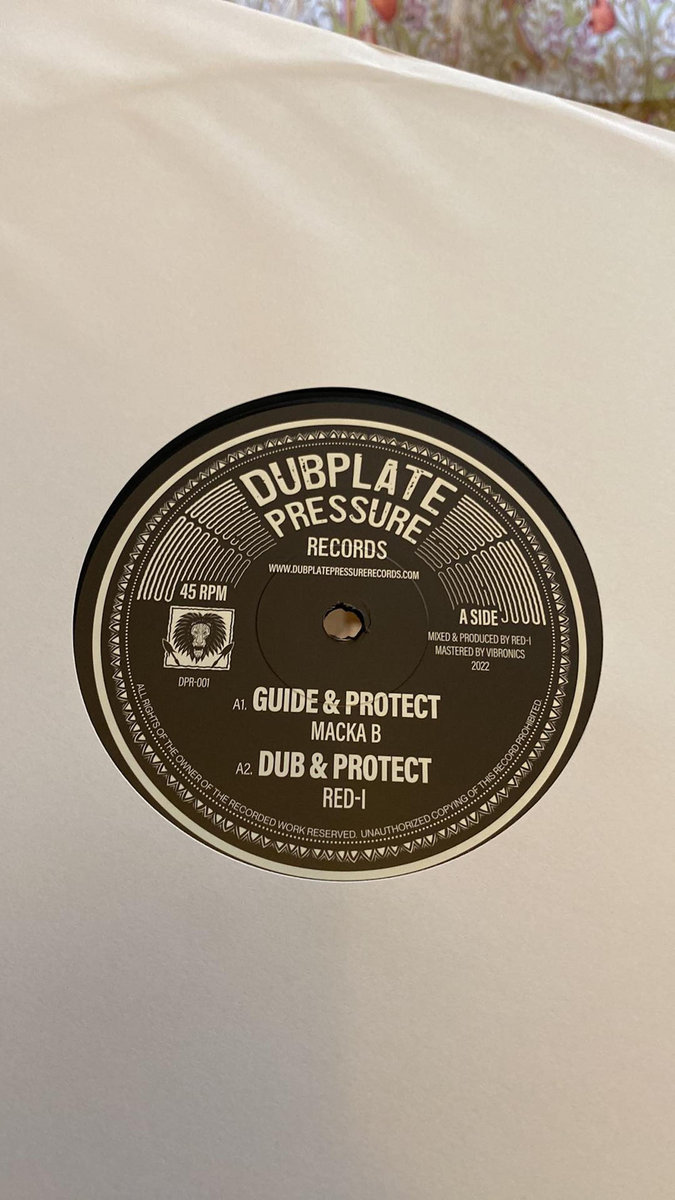 DUBPLATE
PRESSURE
RECORDS
WWW.DUBPLATEPRESSURERECORDS.COM
45 RPM
A SIDE
MIXED & PRODUCED BY RED-I
MASTERED BY VIBRONICS
2022
DPR-001
A1. GUIDE & PROTECT
MACKA B
A2. DUB & PROTECT
RED-I
ALL RIGHTS OF THE OWNER OF THE RECORDED WORK RESERVED. UNAUTHORIZED COPYING OF THIS RECORD PROHIBITED